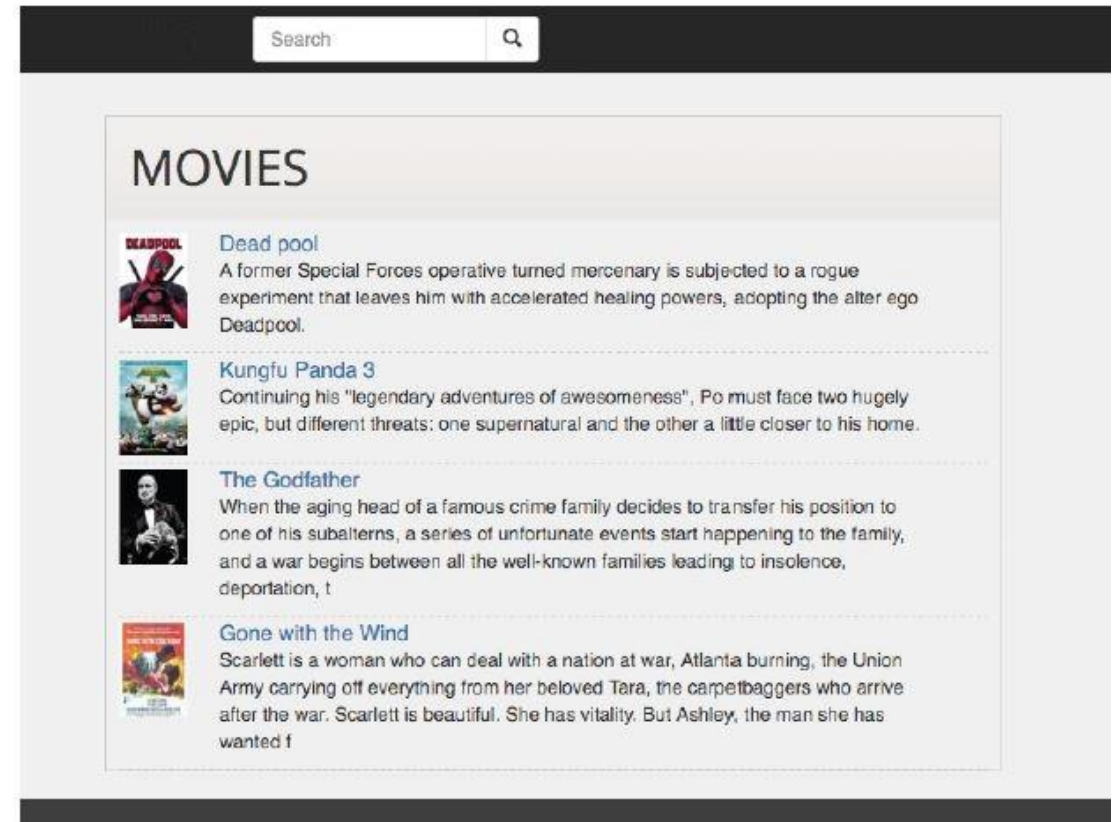 Search
MOVIES
DEADPOOL
Dead pool
A former Special Forces operative turned mercenary is subjected to a rogue
experiment that leaves him with accelerated healing powers, adopting the alter ego
Deadpool.
Kungfu Panda 3
Continuing his "legendary adventures of awesomeness", Po must face two hugely
epic, but different threats: one supernatural and the other a little closer to his home.
The Godfather
When the aging head of a famous crime family decides to transfer his position to
one of his subalterns, a series of unfortunate events start happening to the family,
and a war begins between all the well-known families leading to insolence,
deportation, t
Gone with the Wind
Scarlett is a woman who can deal with a nation at war, Atlanta burning, the Union
Army carrying off everything from her beloved Tara, the carpetbaggers who arrive
after the war. Scarlett is beautiful. She has vitality. But Ashley, the man she has
wanted f